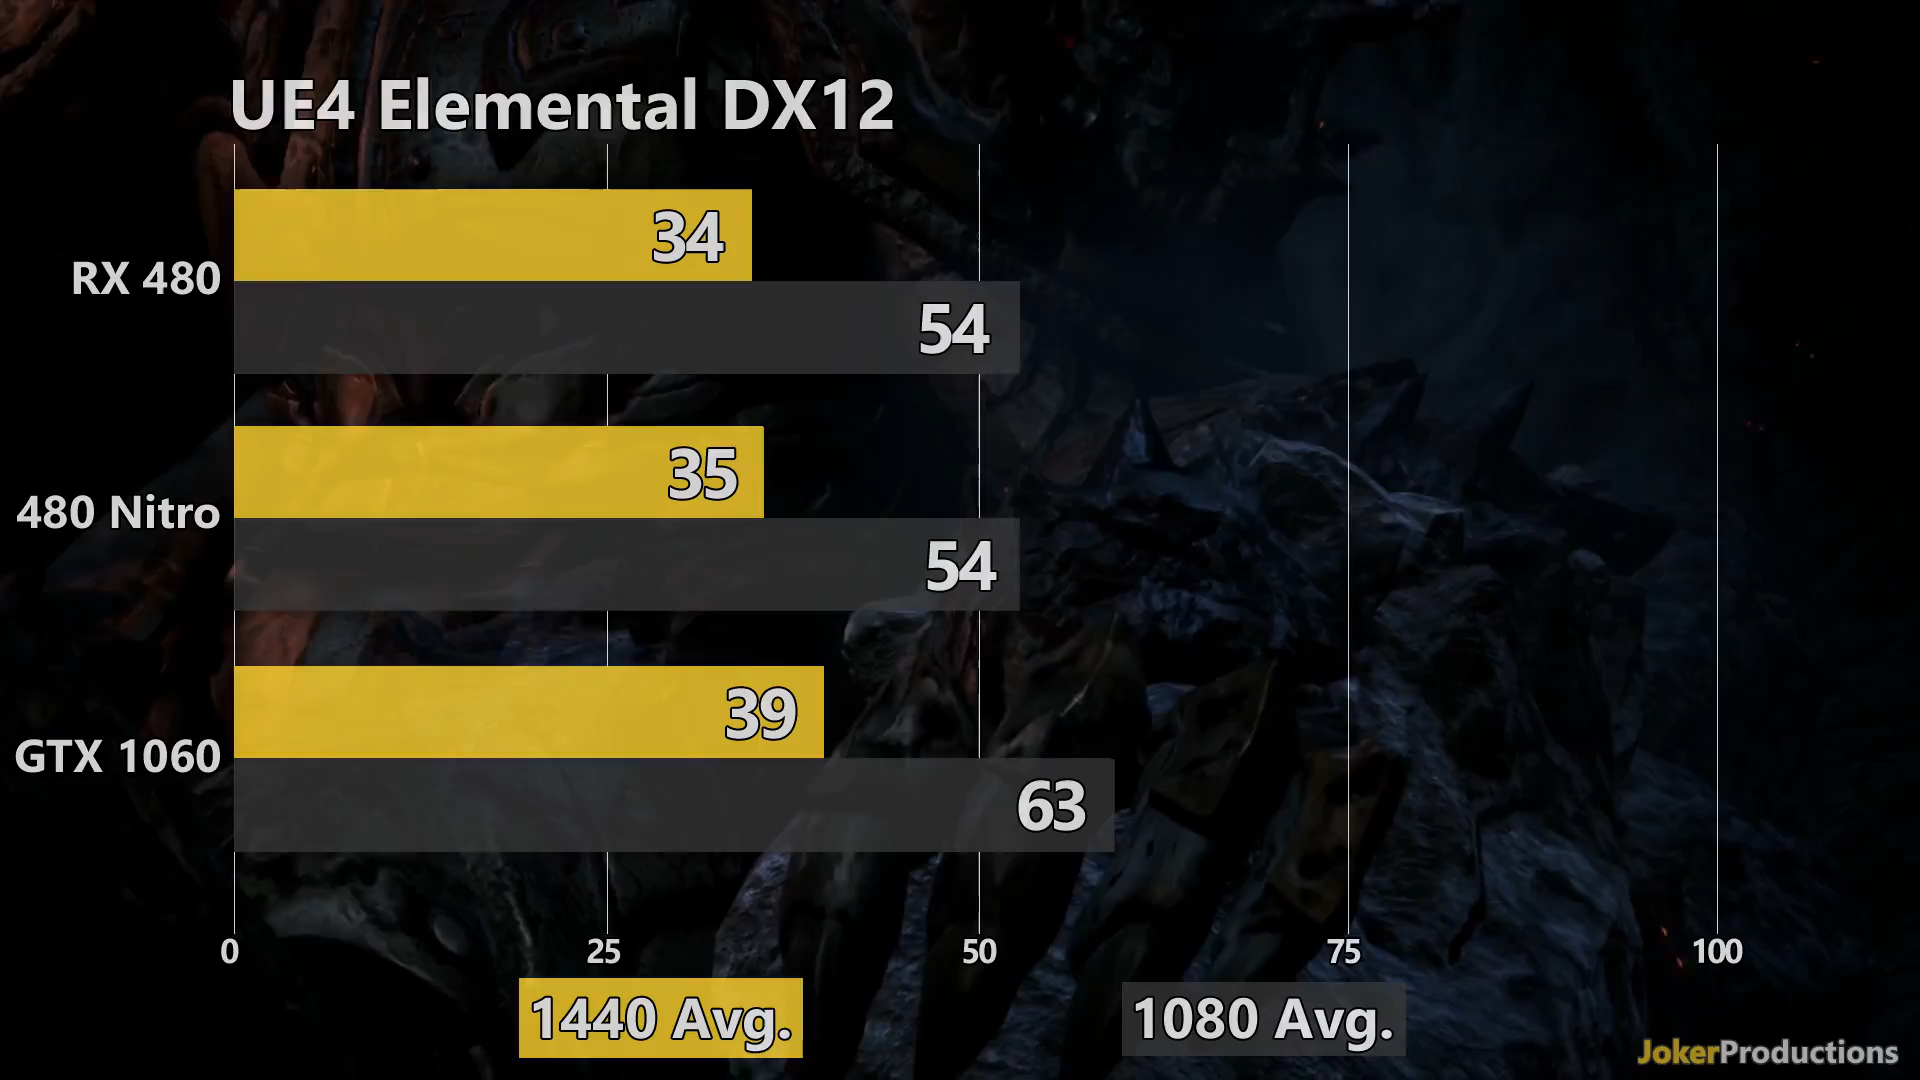 UE4 Elemental DX12
RX 480
34
54
480 Nitro
35
54
GTX 1060
39
63
0 25 50 75 100
1440 Avg. 1080 Avg.
JokerProductions